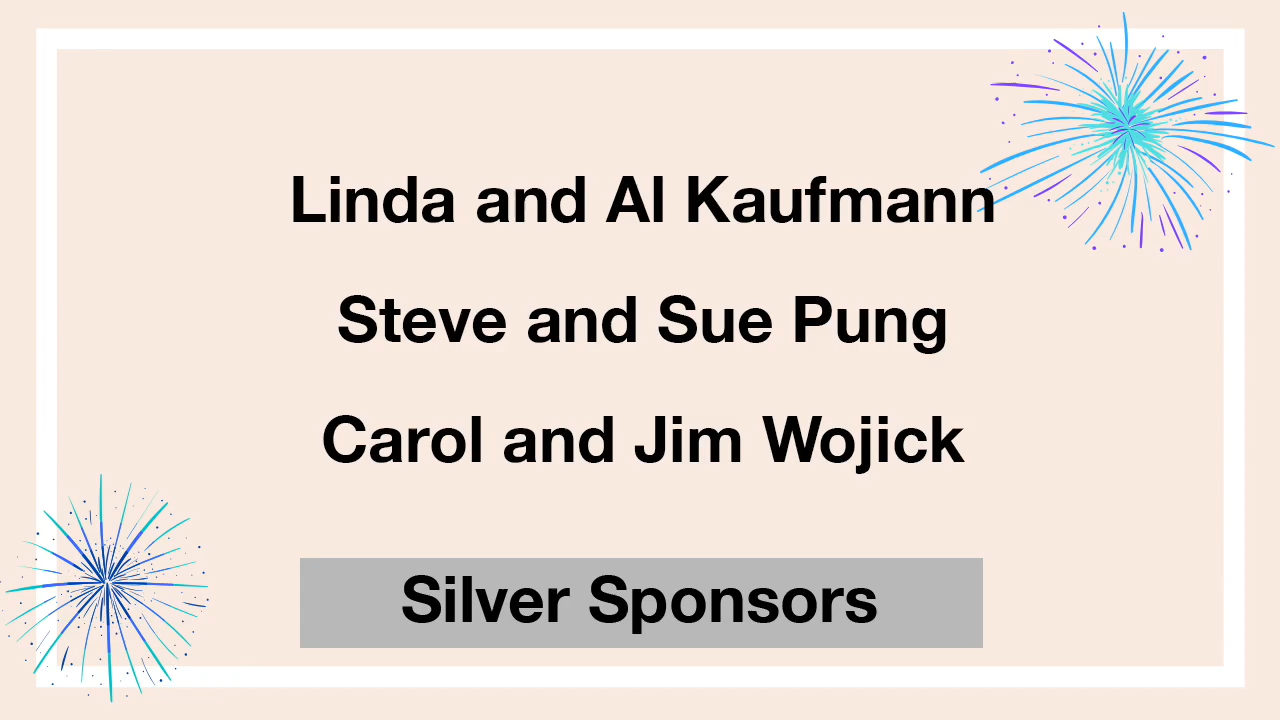 Linda and Al Kaufmann
Steve and Sue Pung
Carol and Jim Wojick
Silver Sponsors